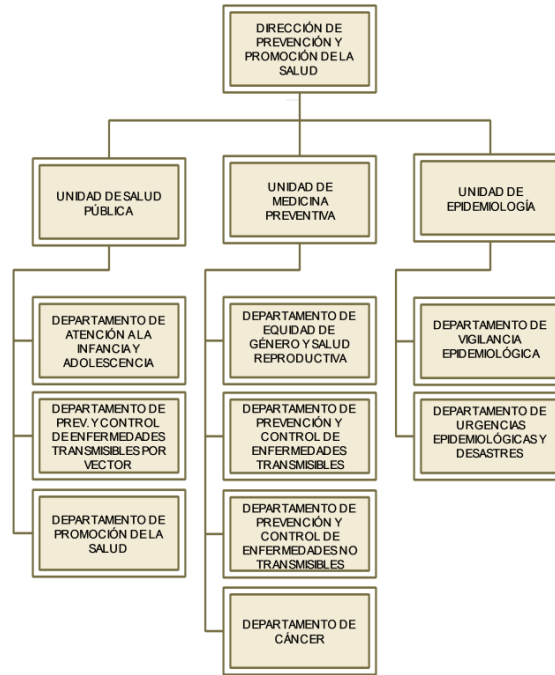 DIRECCIÓN DE
PREVENCIÓN Y
PROMOCIÓN DE LA
SALUD
UNIDAD DE SALUD
PÚBLICA
UNIDAD DE
MEDICINA
PREVENTIVA
UNIDAD DE
EPIDEMIOLOGÍA
DEPARTAMENTO DE
ATENCIÓN A LA
INFANCIA Y
ADOLESCENCIA
DEPARTAMENTO DE
EQUIDAD DE
GÉNERO Y SALUD
REPRODUCTIVA
DEPARTAMENTO DE
VIGILANCIA
EPIDEMIOLÓGICA
DEPARTAMENTO DE
PREV. Y CONTROL
DE ENFERMEDADES
TRANSMISIBLES POR
VECTOR
DEPARTAMENTO DE
PREVENCIÓN Y
CONTROL DE
ENFERMEDADES
TRANSMISIBLES
DEPARTAMENTO DE
URGENCIAS
EPIDEMIOLÓGICAS
Y DESASTRES
DEPARTAMENTO DE
PROMOCIÓN DE LA
SALUD
DEPARTAMENTO DE
PREVENCIÓN Y
CONTROL DE
ENFERMEDADES NO
TRANSMISIBLES
DEPARTAMENTO DE
CÁNCER